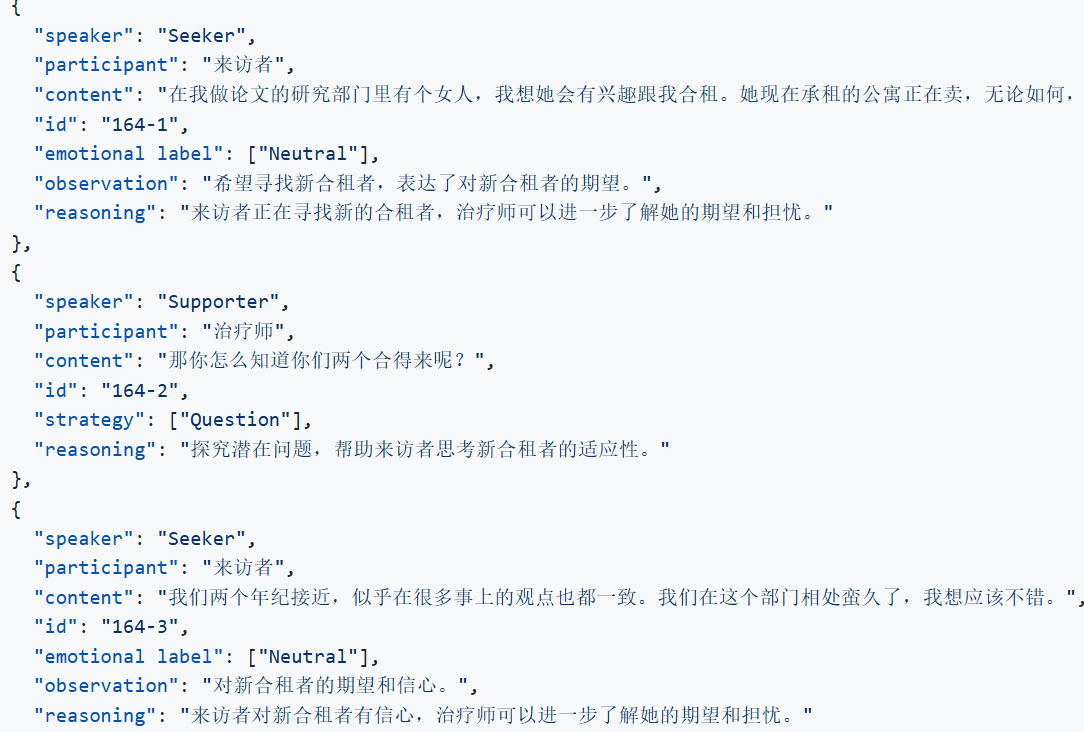 {
"speaker": "Seeker",
"participant": "来访者",
"content": "在我做论文的研究部门里有个女人，我想她会有兴趣跟我合租。她现在承租的公寓正在卖，无论如何，
"id": "164-1",
"emotional label": ["Neutral"],
"observation": "希望寻找新合租者，表达了对新合租者的期望。",
"reasoning": "来访者正在寻找新的合租者，治疗师可以进一步了解她的期望和担忧。"
},
{
"speaker": "Supporter",
"participant": "治疗师",
"content": "那你怎么知道你们两个合得来呢？",
"id": "164-2",
"strategy": ["Question"],
"reasoning": "探究潜在问题，帮助来访者思考新合租者的适应性。"
},
{
"speaker": "Seeker",
"participant": "来访者",
"content": "我们两个年纪接近，似乎在很多事上的观点也都一致。我们在这个部门相处蛮久了，我想应该不错。",
"id": "164-3",
"emotional label": ["Neutral"],
"observation": "对新合租者的期望和信心。",
"reasoning": "来访者对新合租者有信心，治疗师可以进一步了解她的期望和担忧。"